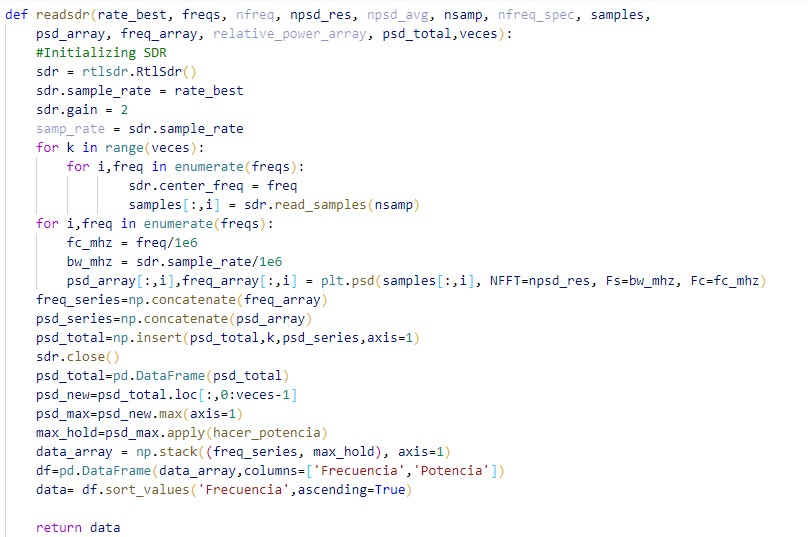 def readsdr(rate_best, freqs, nfreq, npsd_res, npsd_avg, nsamp, nfreq_spec, samples,
    psd_array, freq_array, relative_power_array, psd_total,veces):
    #Initializing SDR
    sdr = rtlsdr.RtlSdr()
    sdr.sample_rate = rate_best
    sdr.gain = 2
    samp_rate = sdr.sample_rate
    for k in range(veces):
        for i,freq in enumerate(freqs):
                sdr.center_freq = freq
                samples[:,i] = sdr.read_samples(nsamp)
    for i,freq in enumerate(freqs):
        fc_mhz = freq/1e6
        bw_mhz = sdr.sample_rate/1e6
        psd_array[:,i],freq_array[:,i] = plt.psd(samples[:,i], NFFT=npsd_res, Fs=bw_mhz, Fc=fc_mhz)
    freq_series=np.concatenate(freq_array)
    psd_series=np.concatenate(psd_array)
    psd_total=np.insert(psd_total,k,psd_series,axis=1)
    sdr.close()
    psd_total=pd.DataFrame(psd_total)
    psd_new=psd_total.loc[:,0:veces-1]
    psd_max=psd_new.max(axis=1)
    max_hold=psd_max.apply(hacer_potencia)
    data_array = np.stack((freq_series, max_hold), axis=1)
    df=pd.DataFrame(data_array,columns=['Frecuencia','Potencia'])
    data= df.sort_values('Frecuencia',ascending=True)

    return data